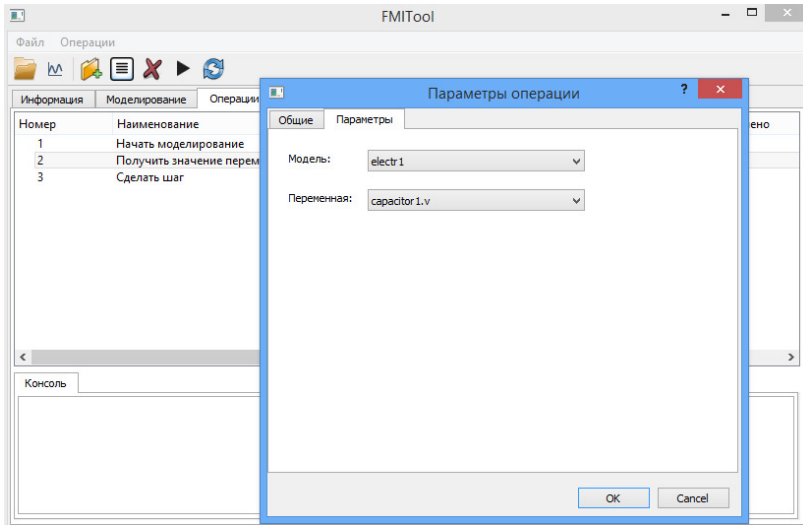 FMITool
Файл Операции
Информация Моделирование Операции
Номер Наименование
1 Начать моделирование
2 Получить значение перем
3 Сделать шаг
Консоль
Параметры операции ?
Общие Параметры
Модель: electr1
Переменная: capacitor1.v
OK Cancel
ено